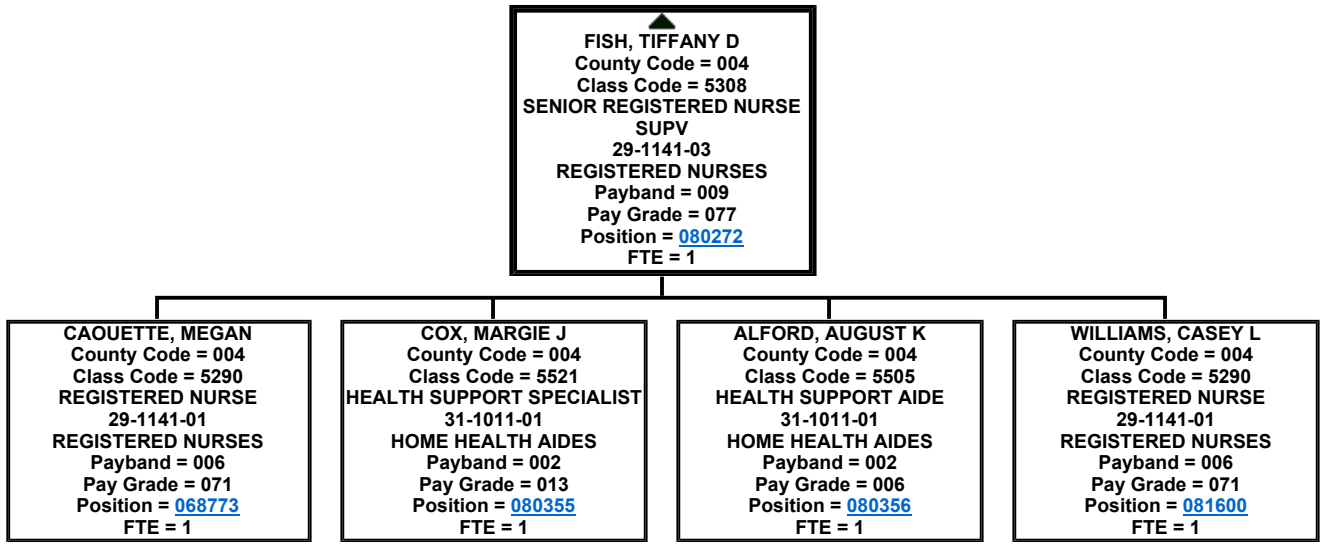 FISH, TIFFANY D
County Code = 004
Class Code = 5308
SENIOR REGISTERED NURSE
SUPV
29-1141-03
REGISTERED NURSES
Payband = 009
Pay Grade = 077
Position = 080272
FTE = 1
CAOUETTE, MEGAN
County Code = 004
Class Code = 5290
REGISTERED NURSE
29-1141-01
REGISTERED NURSES
Payband = 006
Pay Grade = 071
Position = 068773
FTE = 1
COX, MARGIE J
County Code = 004
Class Code = 5521
HEALTH SUPPORT SPECIALIST
31-1011-01
HOME HEALTH AIDES
Payband = 002
Pay Grade = 013
Position = 080355
FTE = 1
ALFORD, AUGUST K
County Code = 004
Class Code = 5505
HEALTH SUPPORT AIDE
31-1011-01
HOME HEALTH AIDES
Payband = 002
Pay Grade = 006
Position = 080356
FTE = 1
WILLIAMS, CASEY L
County Code = 004
Class Code = 5290
REGISTERED NURSE
29-1141-01
REGISTERED NURSES
Payband = 006
Pay Grade = 071
Position = 081600
FTE = 1